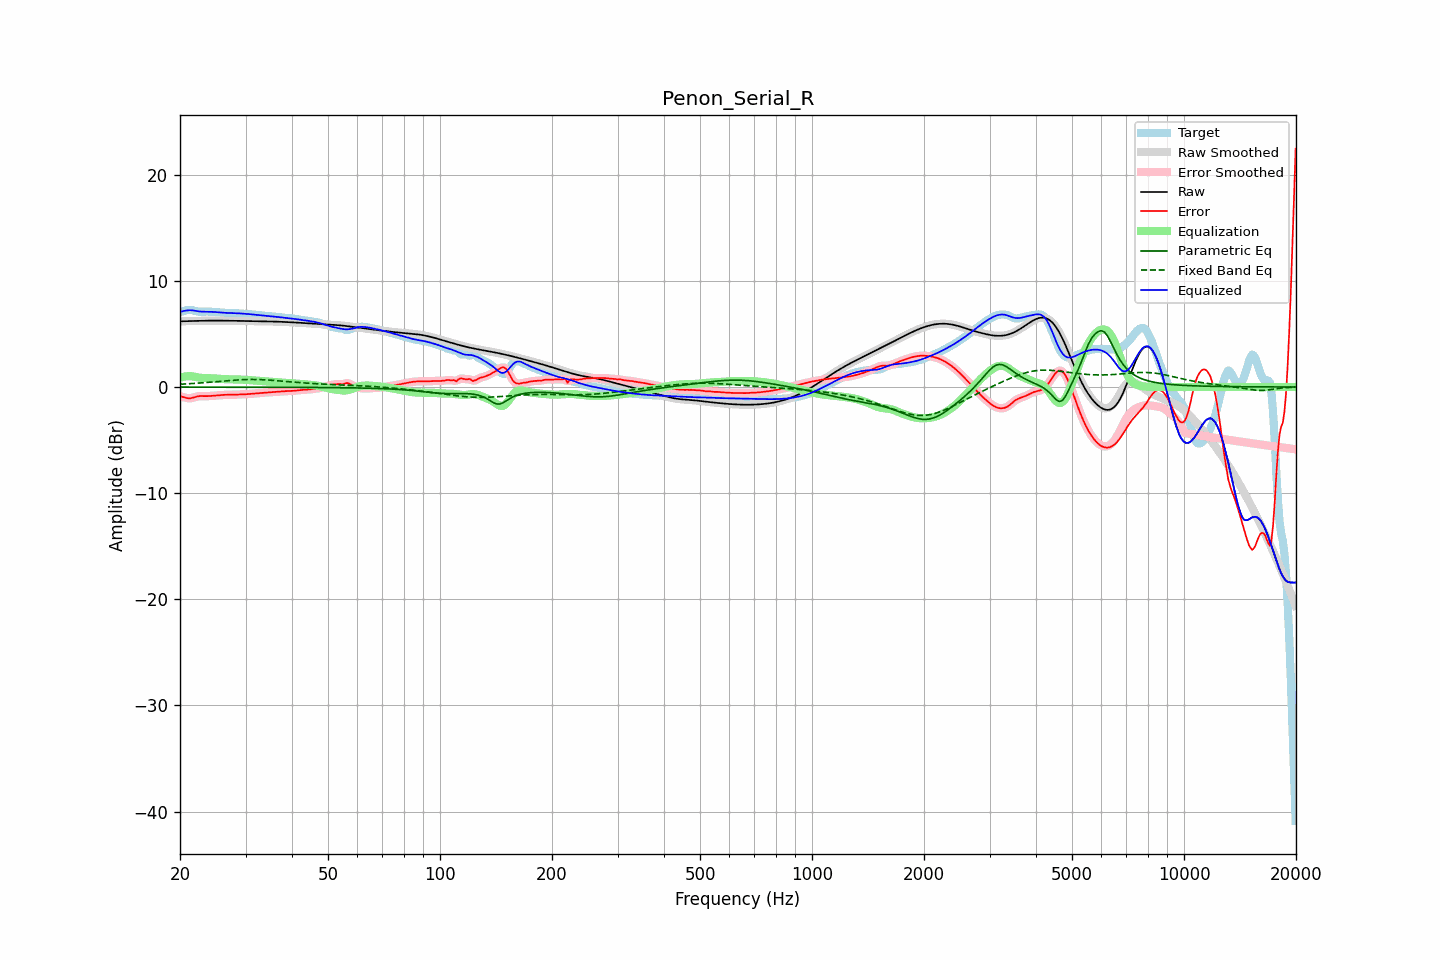 Penon_Serial_R
Target
Raw Smoothed
Error Smoothed
Raw
Error
Equalization
Parametric Eq
Fixed Band Eq
Equalized
20
10
0
−10
−20
−30
−40
Amplitude (dBr)
20 50 100 200 500 1000 2000 5000 10000 20000
Frequency (Hz)